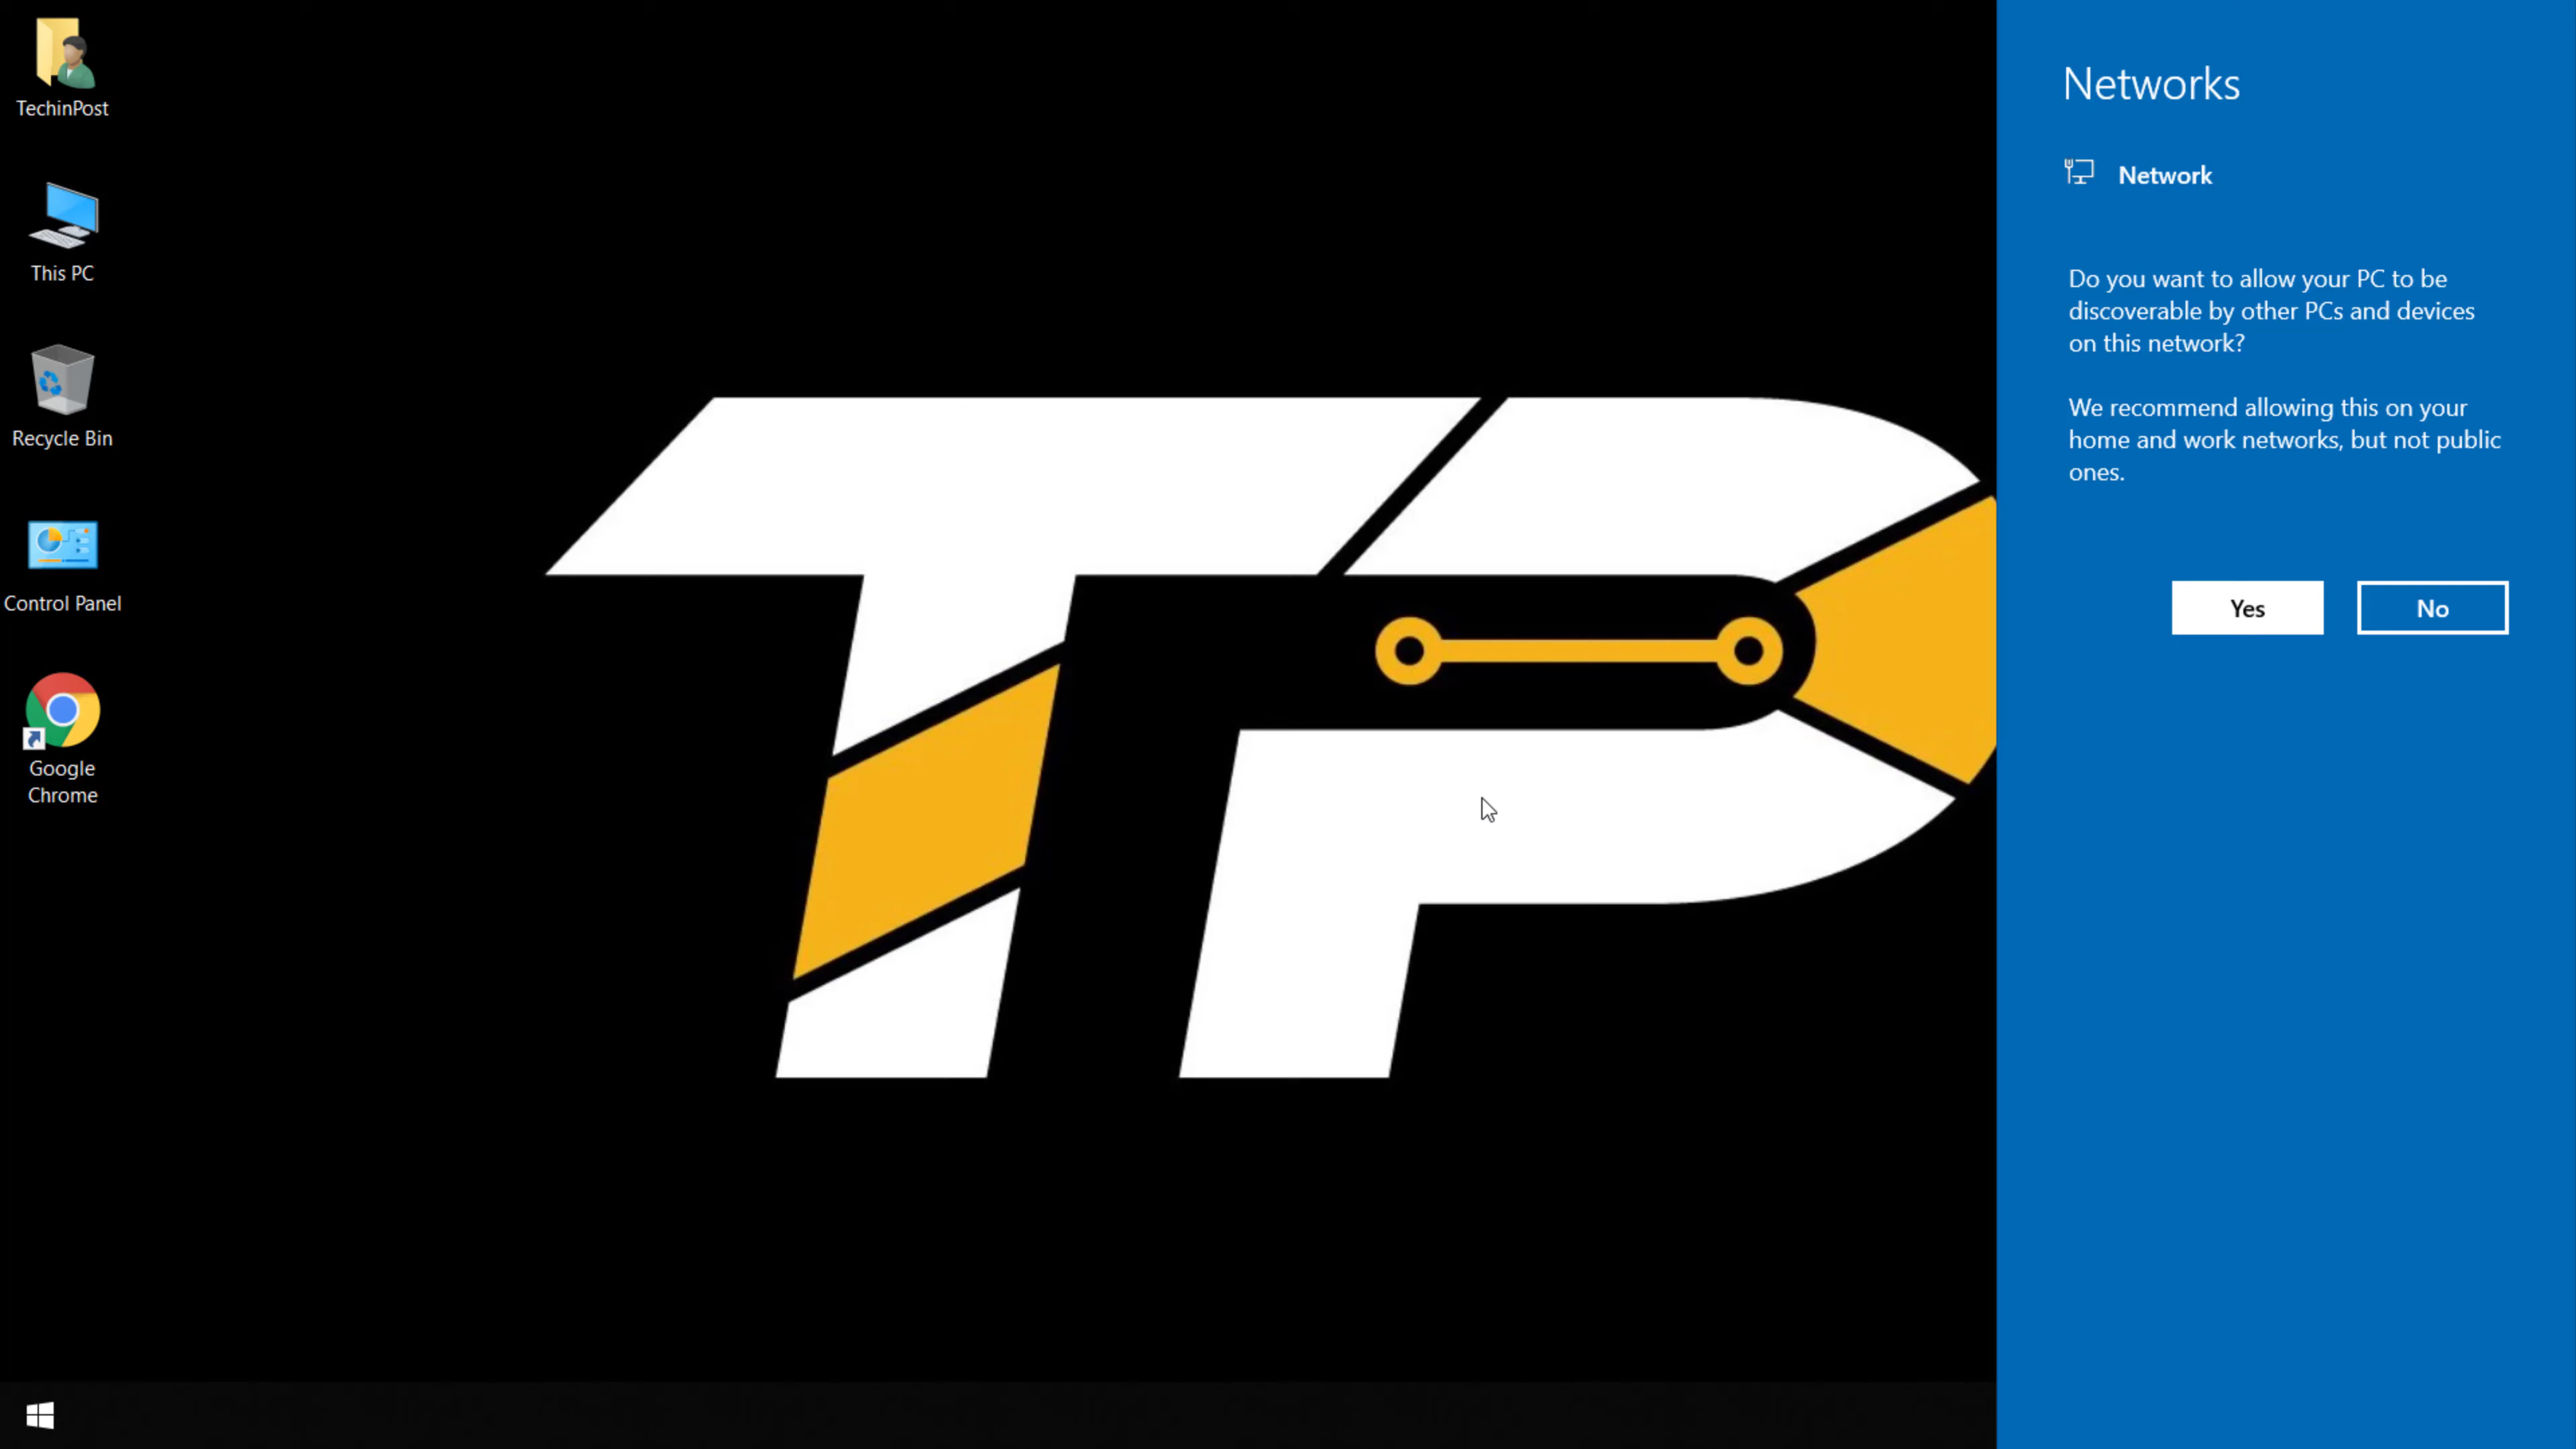 TechinPost
This PC
Recycle Bin
Control Panel
Google
Chrome
TP
Networks
Network
Do you want to allow your PC to be
discoverable by other PCs and devices
on this network?
We recommend allowing this on your
home and work networks, but not public
ones.
Yes
No